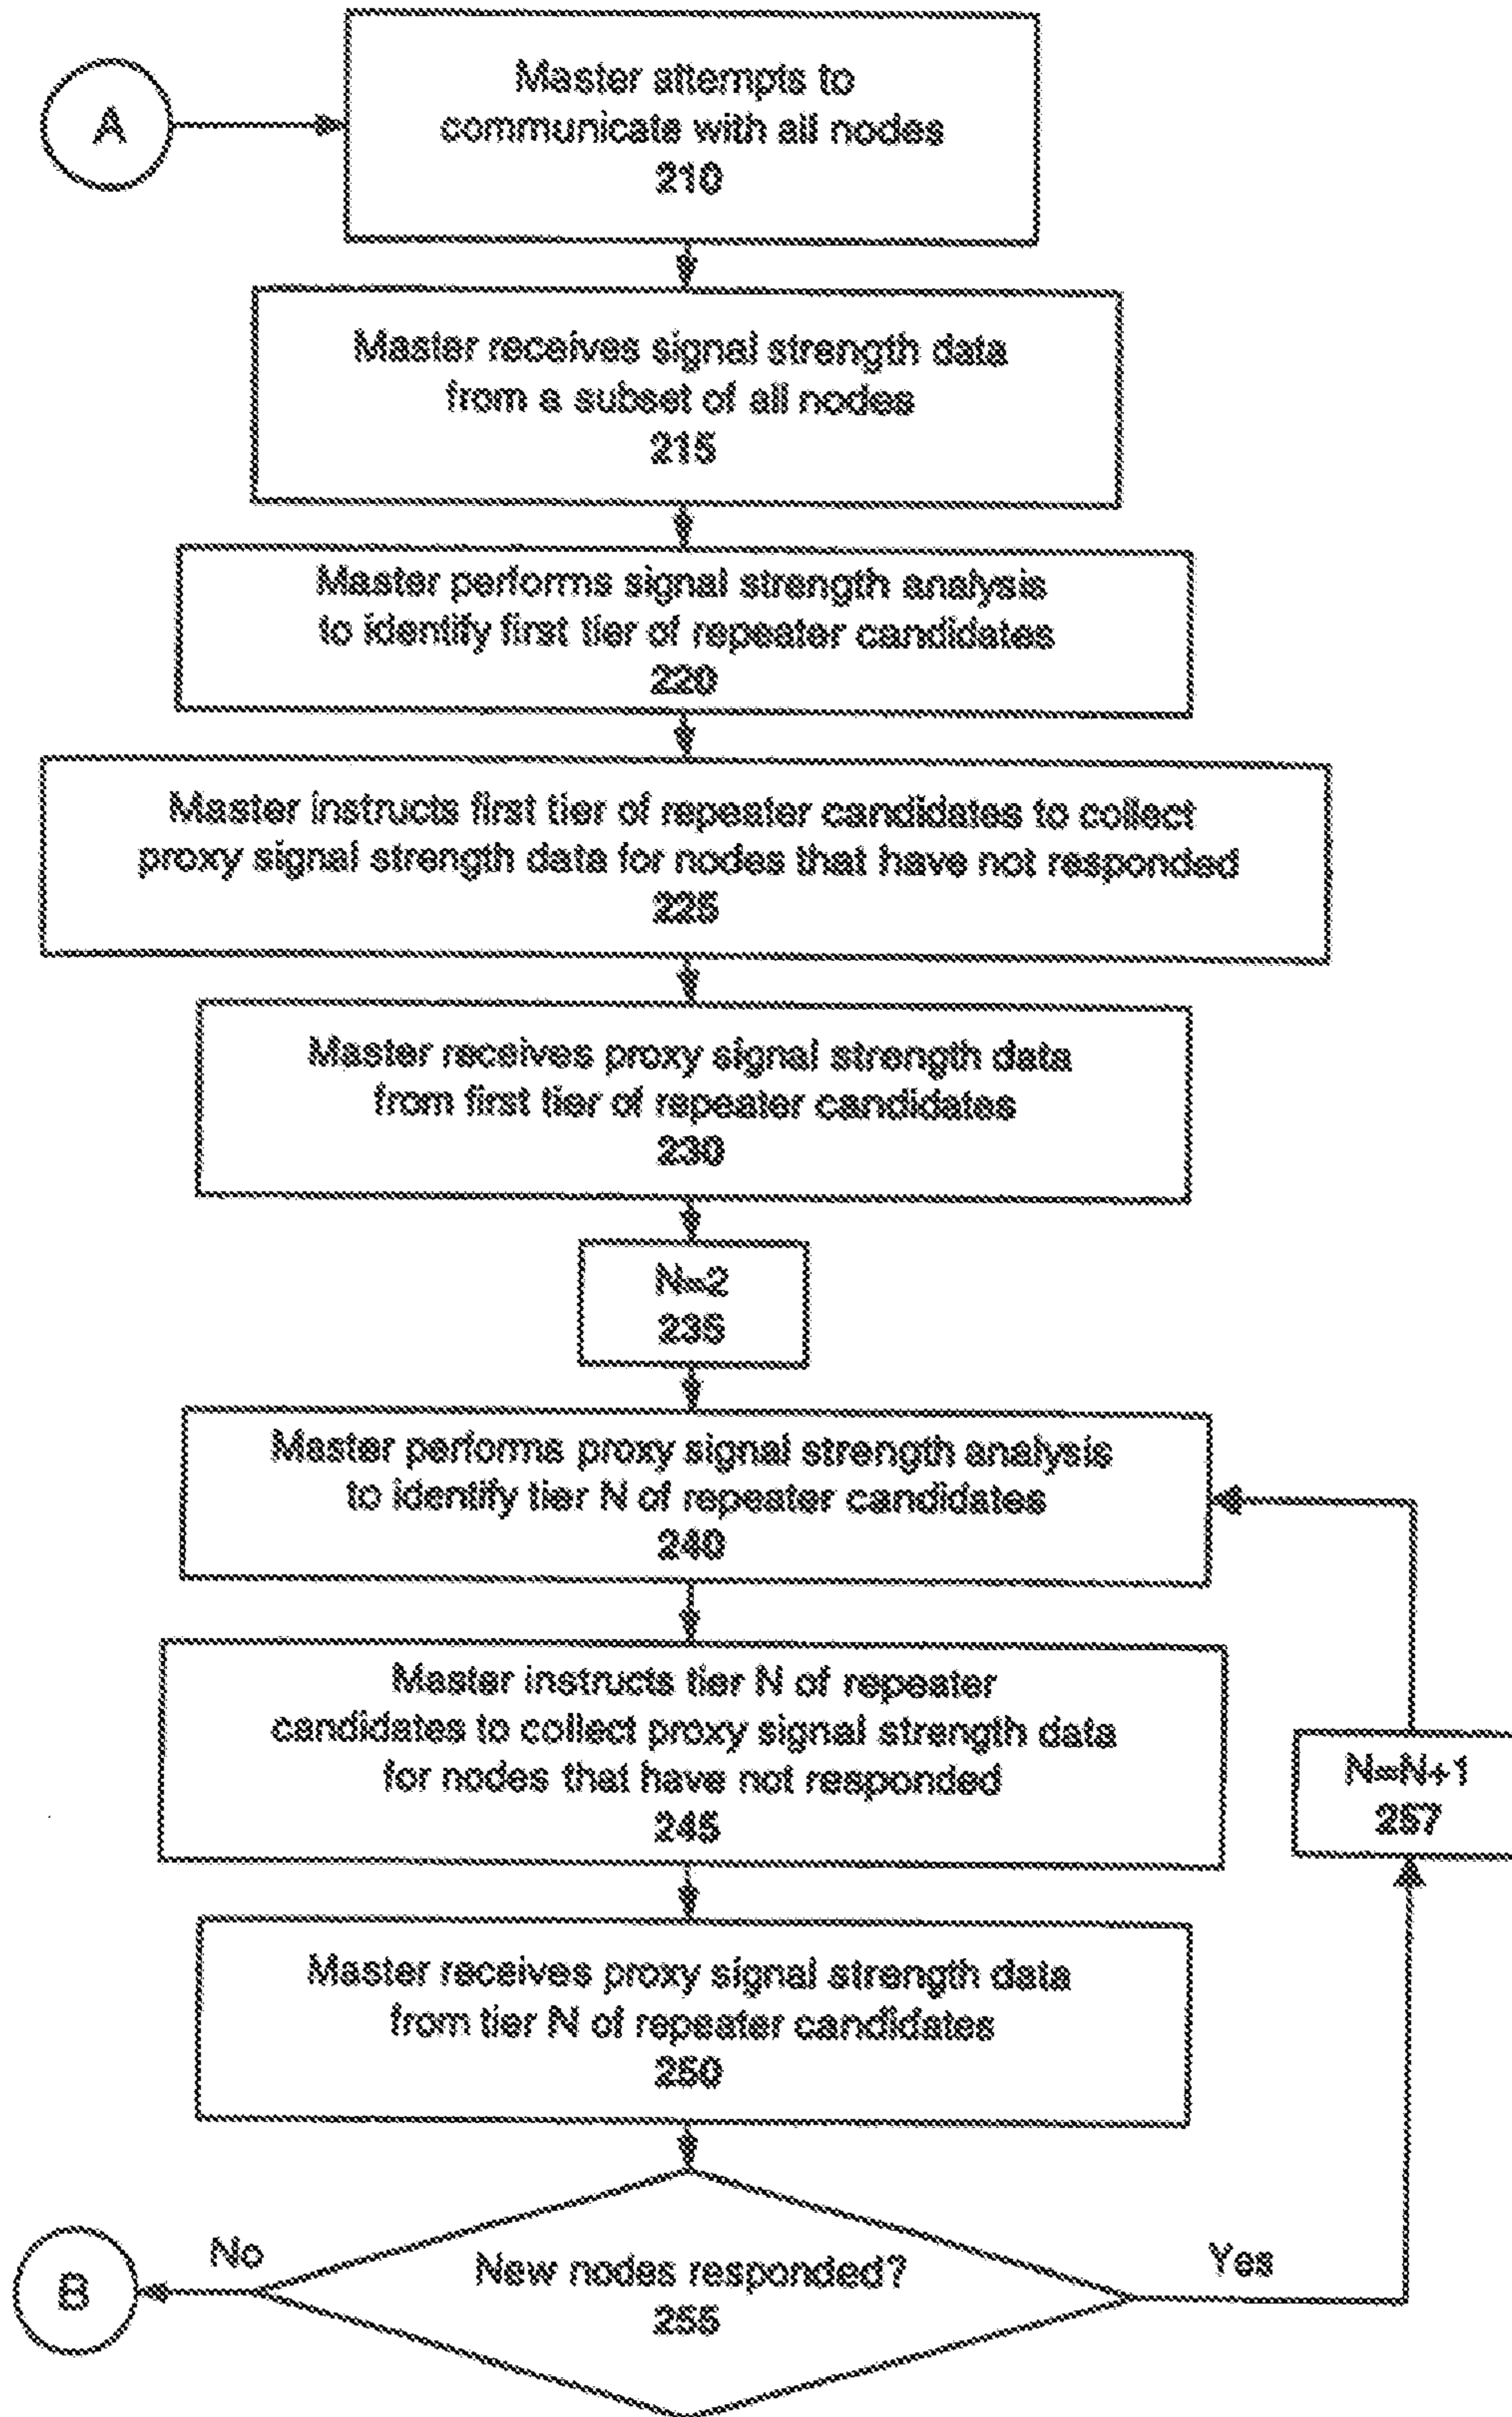 A
Master attempts to
communicate with all nodes
210
Master receives signal strength data
from a subset of all nodes
215
Master performs signal strength analysis
to identify first tier of repeater candidates
220
Master instructs first tier of repeater candidates to collect
proxy signal strength data for nodes that have not responded
225
Master receives proxy signal strength data
from first tier of repeater candidates
230
N=2
235
Master performs proxy signal strength analysis
to identify tier N of repeater candidates
240
Master instructs tier N of repeater
candidates to collect proxy signal strength data
for nodes that have not responded
245
N=N+1
257
Master receives proxy signal strength data
from tier N of repeater candidates
250
New nodes responded?
255
No
Yes
B